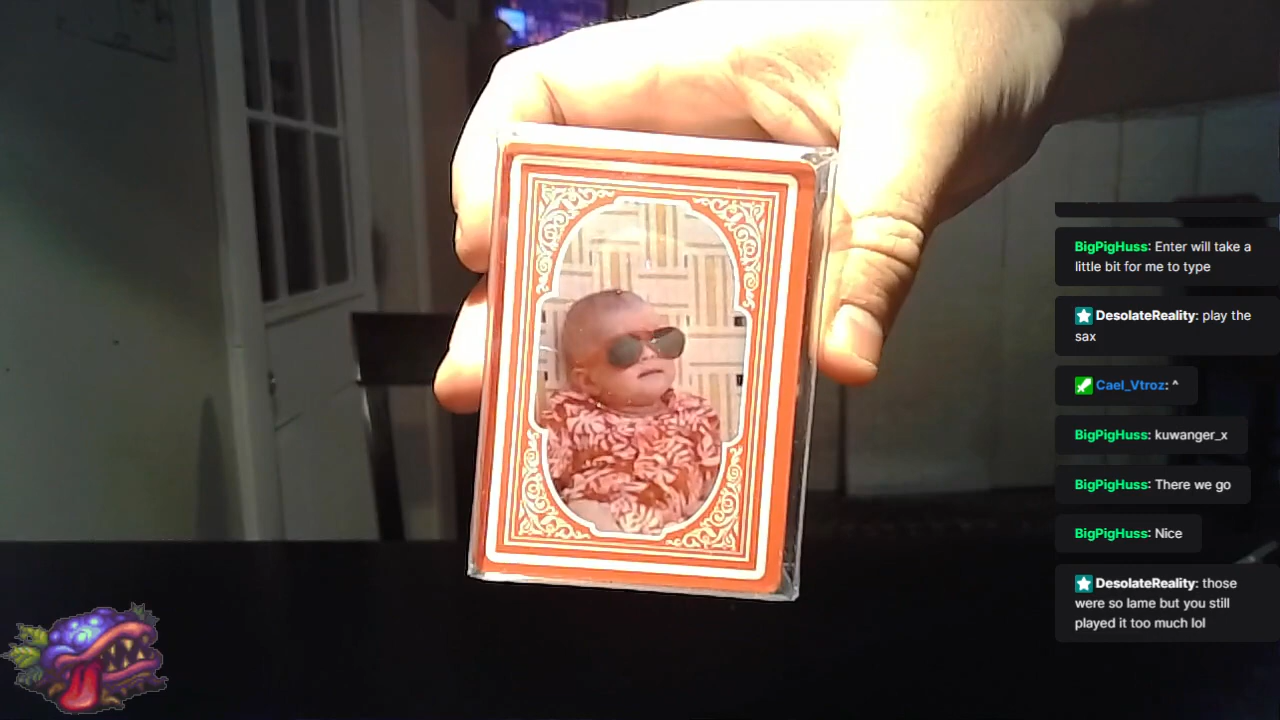 BigPigHuss: Enter will take a
little bit for me to type
DesolateReality: play the
sax
Cael_Vtroz: ^
BigPigHuss: kuwanger_x
BigPigHuss: There we go
BigPigHuss: Nice
DesolateReality: those
were so lame but you still
played it too much lol